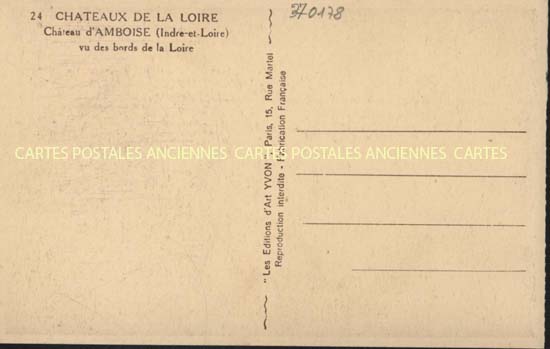 24 CHATEAUX DE LA LOIRE
Château d'AMBOISE (Indre-et-Loire)
vu des bords de la Loire
370178
CARTES POSTALES ANCIENNES CARTES POSTALES ANCIENNES CARTES
"Les Editions d'Art YVON" - Paris, 15, Rue Martel
Reproduction interdite - Fabrication Française